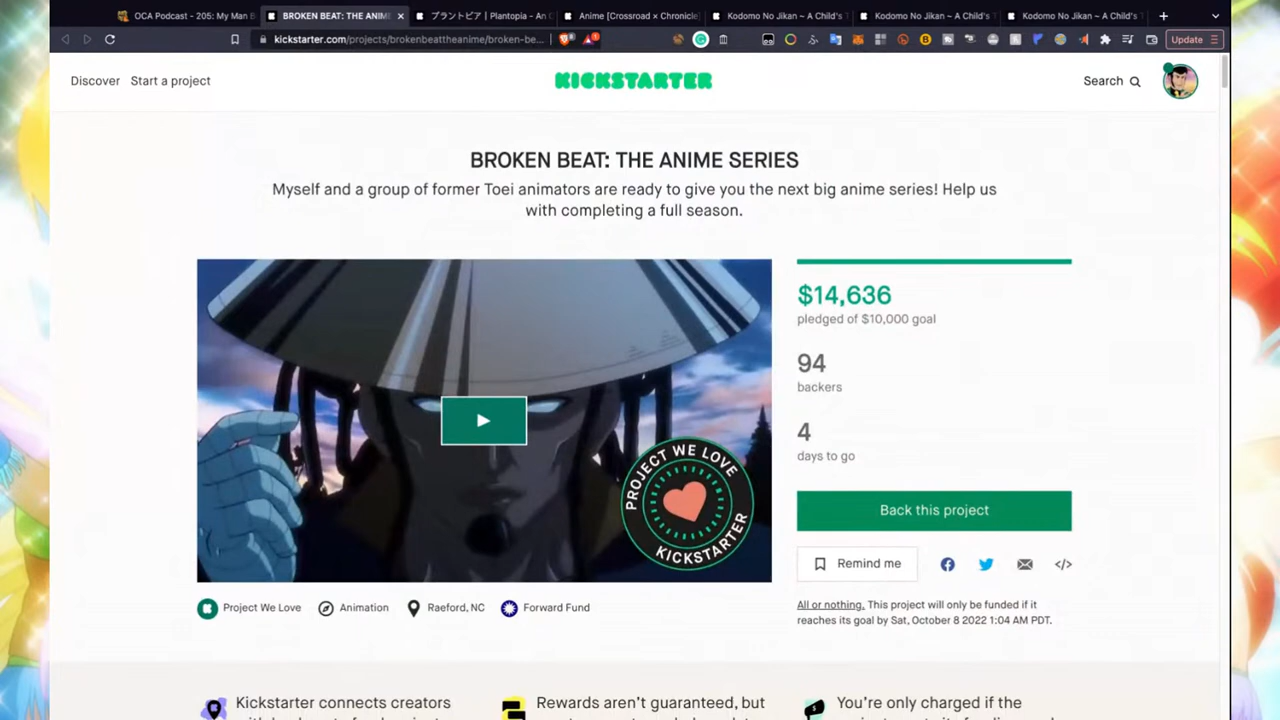 OCA Podcast - 205: My Man B
BROKEN BEAT: THE ANIM
プラントピア | Plantopia - An
Anime [Crossroad × Chronicle
Kodomo No Jikan ~ A Child's T
Kodomo No Jikan ~ A Child's T
Kodomo No Jikan ~ A Child's T
kickstarter.com/projects/brokenbeattheanime/broken-be...
Update
Discover
Start a project
KICKSTARTER
Search
BROKEN BEAT: THE ANIME SERIES
Myself and a group of former Toei animators are ready to give you the next big anime series! Help us
with completing a full season.
PROJECT WE LOVE
KICKSTARTER
$14,636
pledged of $10,000 goal
94
backers
4
days to go
Back this project
Remind me
All or nothing. This project will only be funded if it
reaches its goal by Sat, October 8 2022 1:04 AM PDT.
Project We Love
Animation
Raeford, NC
Forward Fund
Kickstarter connects creators
Rewards aren't guaranteed, but
You're only charged if the